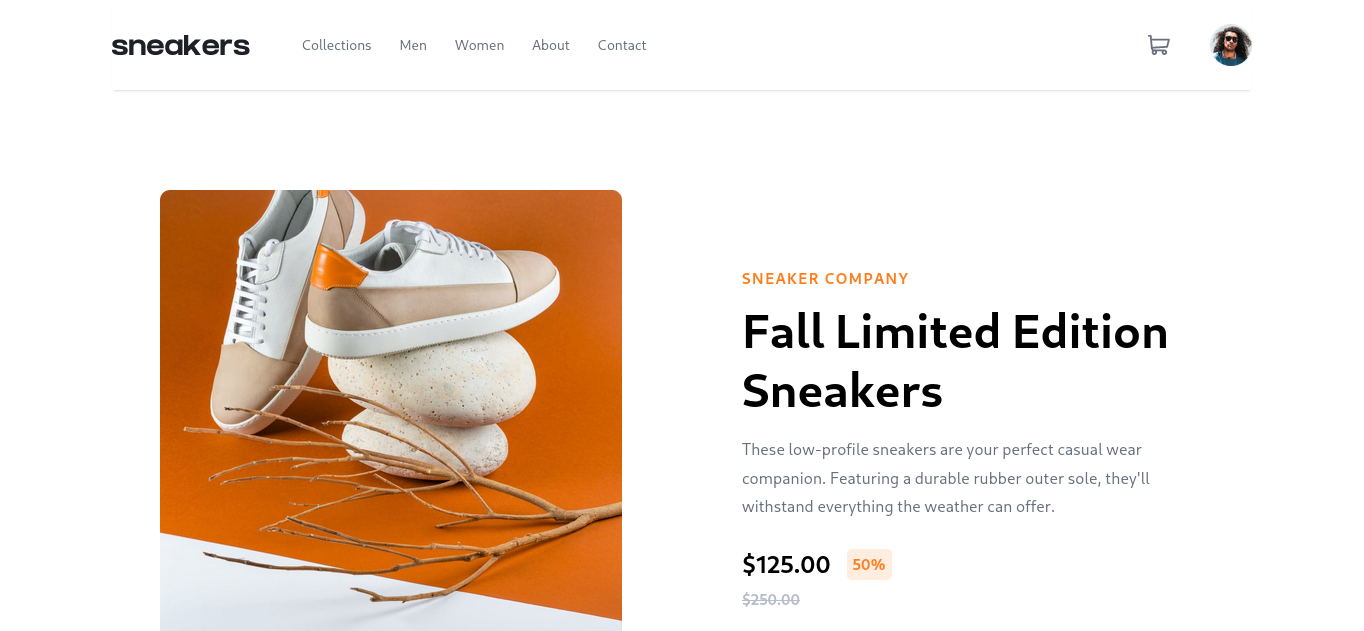 sneakers
Collections Men Women About Contact
SNEAKER COMPANY
Fall Limited Edition
Sneakers
These low-profile sneakers are your perfect casual wear
companion. Featuring a durable rubber outer sole, they'll
withstand everything the weather can offer.
$125.00 50%
$250.00